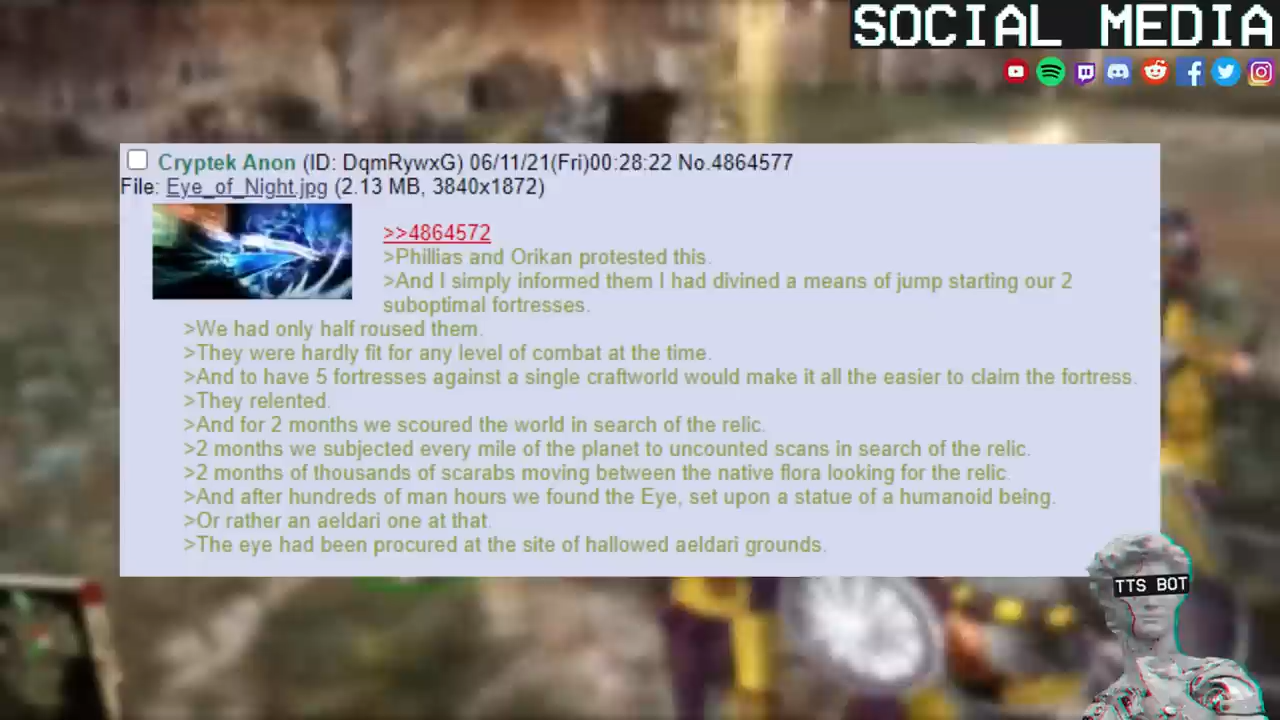 SOCIAL MEDIA
Cryptek Anon (ID: DqmRywxG) 06/11/21(Fri)00:28:22 No.4864577
File: Eye_of_Night.jpg (2.13 MB, 3840x1872)
>>4864572
>Phillias and Orikan protested this.
>And I simply informed them I had divined a means of jump starting our 2
suboptimal fortresses.
>We had only half roused them.
>They were hardly fit for any level of combat at the time.
>And to have 5 fortresses against a single craftworld would make it all the easier to claim the fortress.
>They relented.
>And for 2 months we scoured the world in search of the relic.
>2 months we subjected every mile of the planet to uncounted scans in search of the relic.
>2 months of thousands of scarabs moving between the native flora looking for the relic.
>And after hundreds of man hours we found the Eye, set upon a statue of a humanoid being.
>Or rather an aeldari one at that.
>The eye had been procured at the site of hallowed aeldari grounds.
TTS BOT